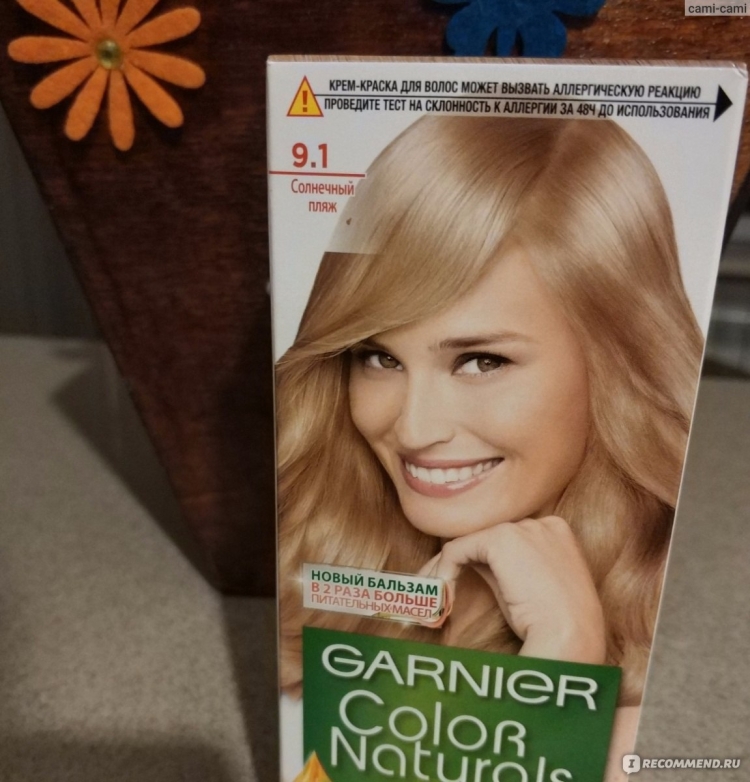 cami-cami
КРЕМ-КРАСКА ДЛЯ ВОЛОС МОЖЕТ ВЫЗВАТЬ АЛЛЕРГИЧЕСКУЮ РЕАКЦИЮ
ПРОВЕДИТЕ ТЕСТ НА СКЛОННОСТЬ К АЛЛЕРГИИ ЗА 48Ч ДО ИСПОЛЬЗОВАНИЯ
9.1
Солнечный
пляж
НОВЫЙ БАЛЬЗАМ
В 2 РАЗА БОЛЬШЕ
ПИТАТЕЛЬНЫХ МАСЕЛ
GARNIER
Color
Naturals
IRECOMMEND.RU